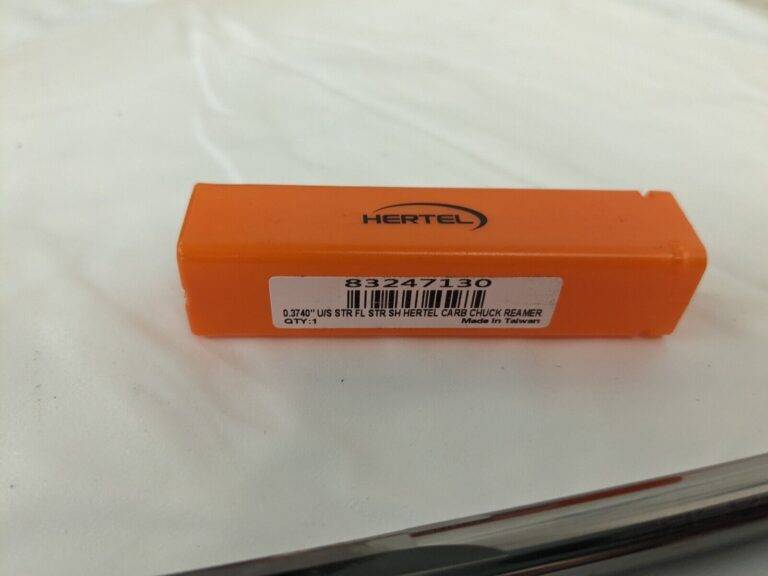 HERTEL
83247130
0.3740" U/S STR FL STR SH HERTEL CARB CHUCK REAMER
QTY:1 Made In Taiwan